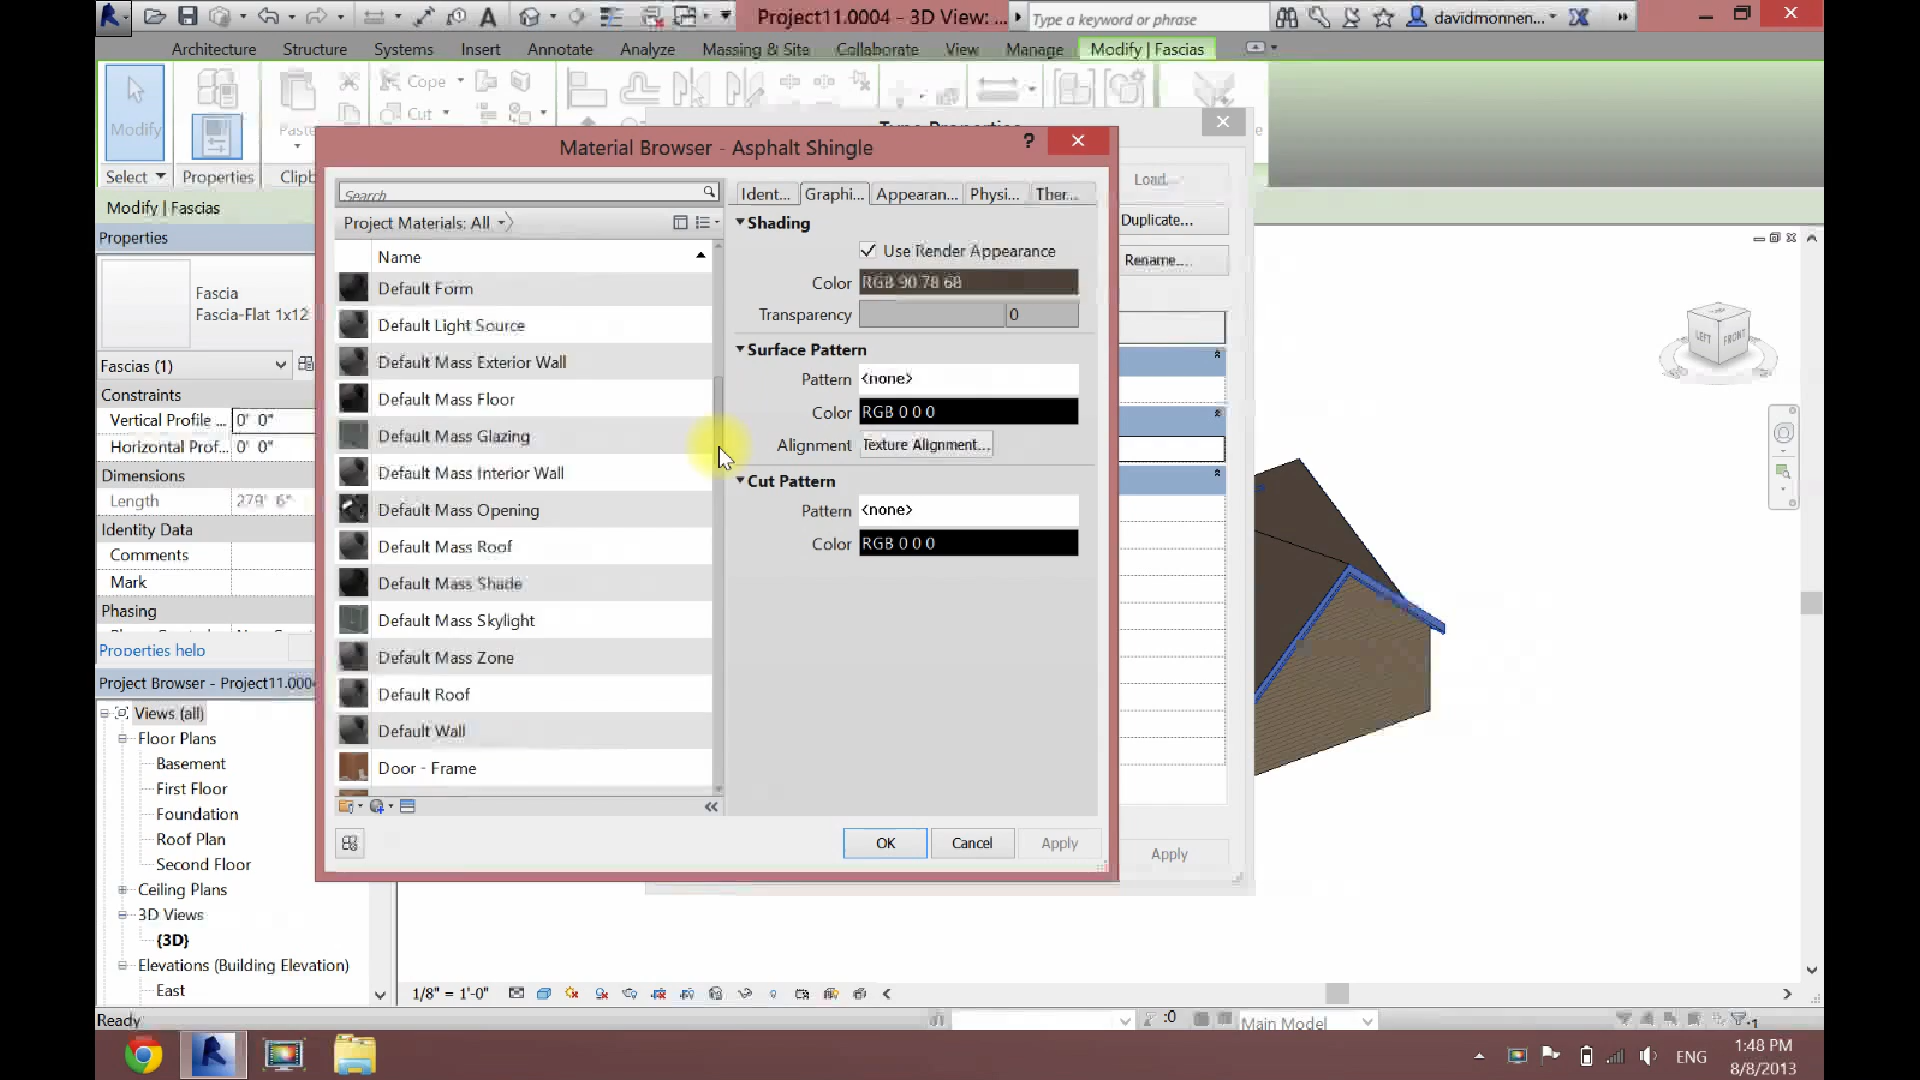 Project11.0004 - 3D View: ...
Type a keyword or phrase
davidmonnen...
Architecture Structure Systems Insert Annotate Analyze Massing & Site Collaborate View Manage Modify | Fascias
Modify
Cope
Cut
Paste
Select Properties Clipb
Modify | Fascias
Properties
Fascia
Fascia-Flat 1x12
Fascias (1)
Constraints
Vertical Profile ... 0' 0"
Horizontal Prof... 0' 0"
Dimensions
Length 279' 6"
Identity Data
Comments
Mark
Phasing
Properties help
Project Browser - Project11.000
Views (all)
Floor Plans
Basement
First Floor
Foundation
Roof Plan
Second Floor
Ceiling Plans
3D Views
{3D}
Elevations (Building Elevation)
East
Type Properties
Load...
Duplicate...
Rename...
Apply
Material Browser - Asphalt Shingle
?
Search
Project Materials: All
Name
Default Form
Default Light Source
Default Mass Exterior Wall
Default Mass Floor
Default Mass Glazing
Default Mass Interior Wall
Default Mass Opening
Default Mass Roof
Default Mass Shade
Default Mass Skylight
Default Mass Zone
Default Roof
Default Wall
Door - Frame
Ident... Graphi... Appearan... Physi... Ther...
Shading
Use Render Appearance
Color RGB 90 78 68
Transparency 0
Surface Pattern
Pattern <none>
Color RGB 0 0 0
Alignment Texture Alignment...
Cut Pattern
Pattern <none>
Color RGB 0 0 0
OK Cancel Apply
LEFT FRONT
1/8" = 1'-0"
Ready
:0
Main Model
:1
ENG
1:48 PM
8/8/2013